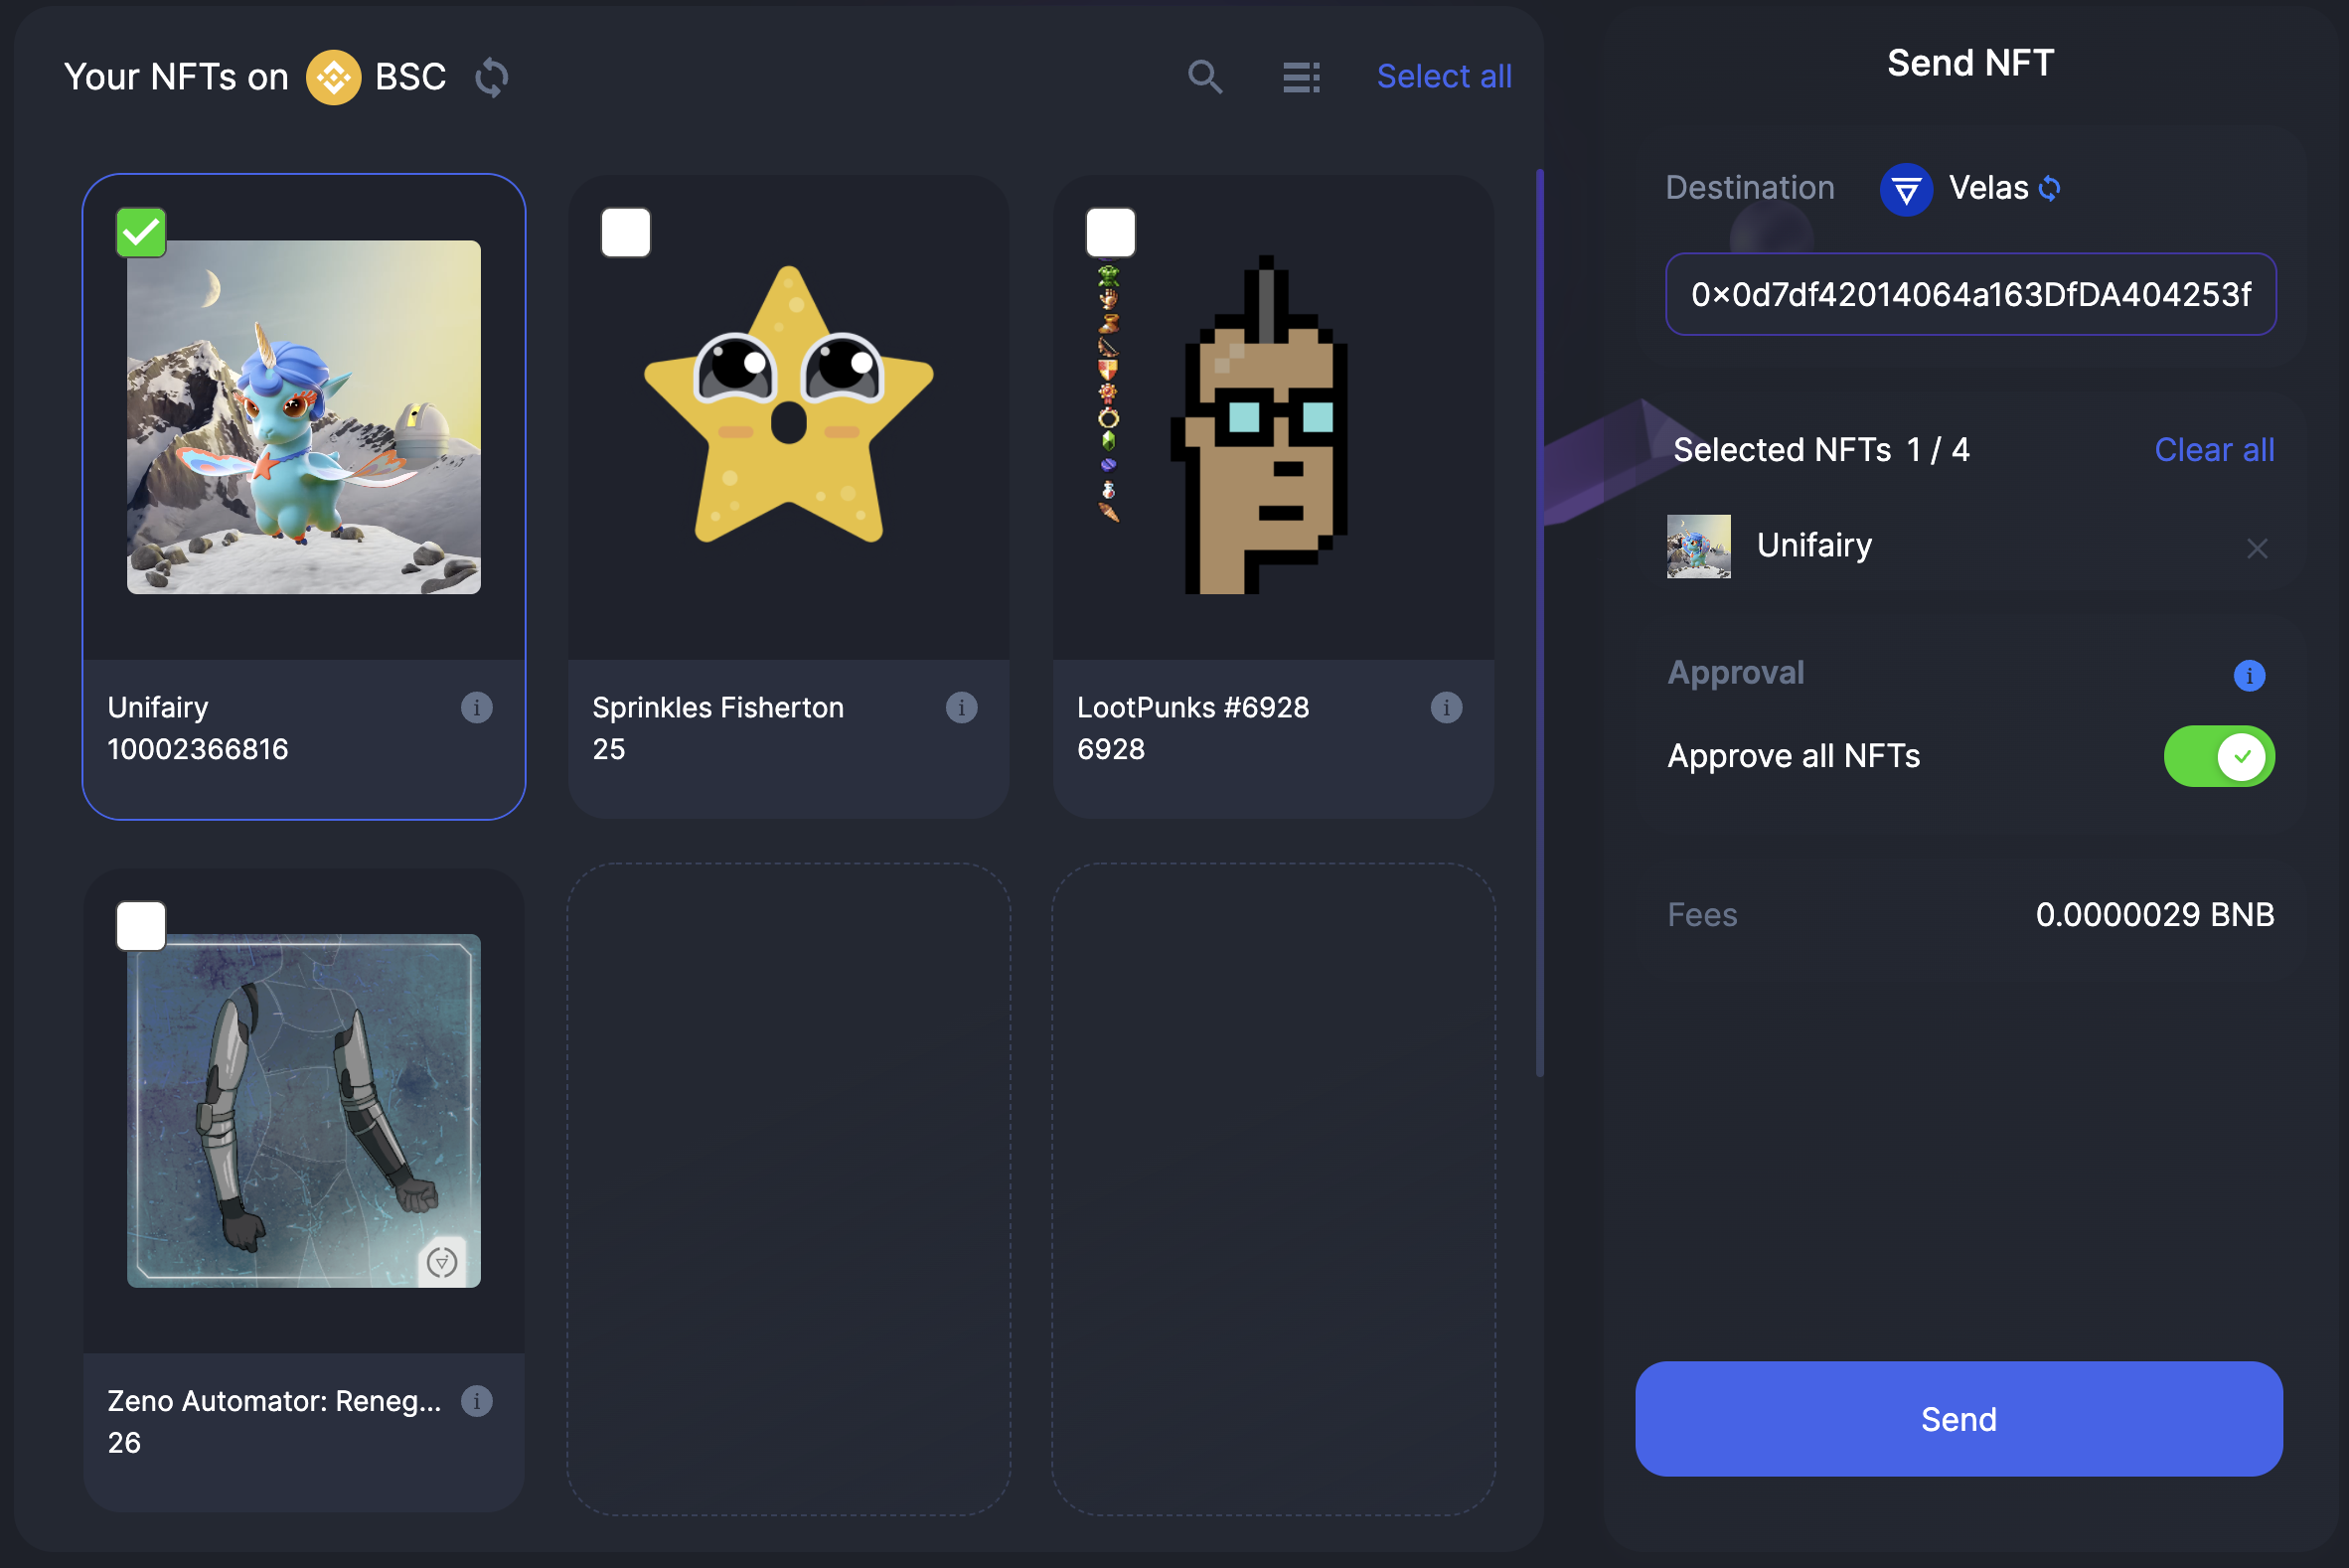 Your NFTs on BSC
Select all
Unifairy
10002366816
Sprinkles Fisherton
25
LootPunks #6928
6928
Zeno Automator: Reneg...
26
Send NFT
Destination Velas
0x0d7df42014064a163DfDA404253f
Selected NFTs 1 / 4
Clear all
Unifairy
Approval
Approve all NFTs
Fees
0.0000029 BNB
Send